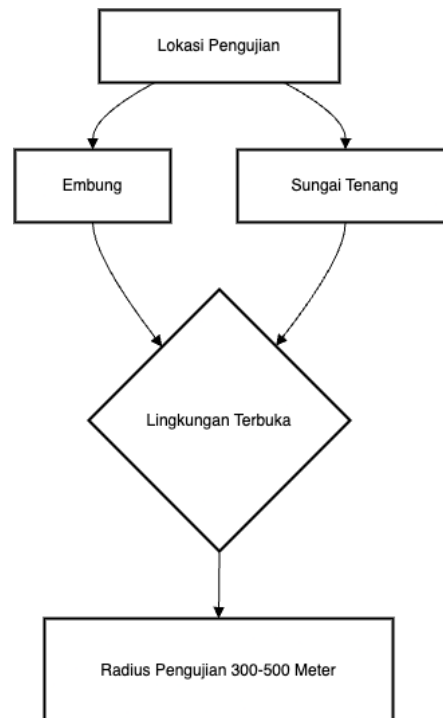 Lokasi Pengujian
Embung
Sungai Tenang
Lingkungan Terbuka
Radius Pengujian 300-500 Meter